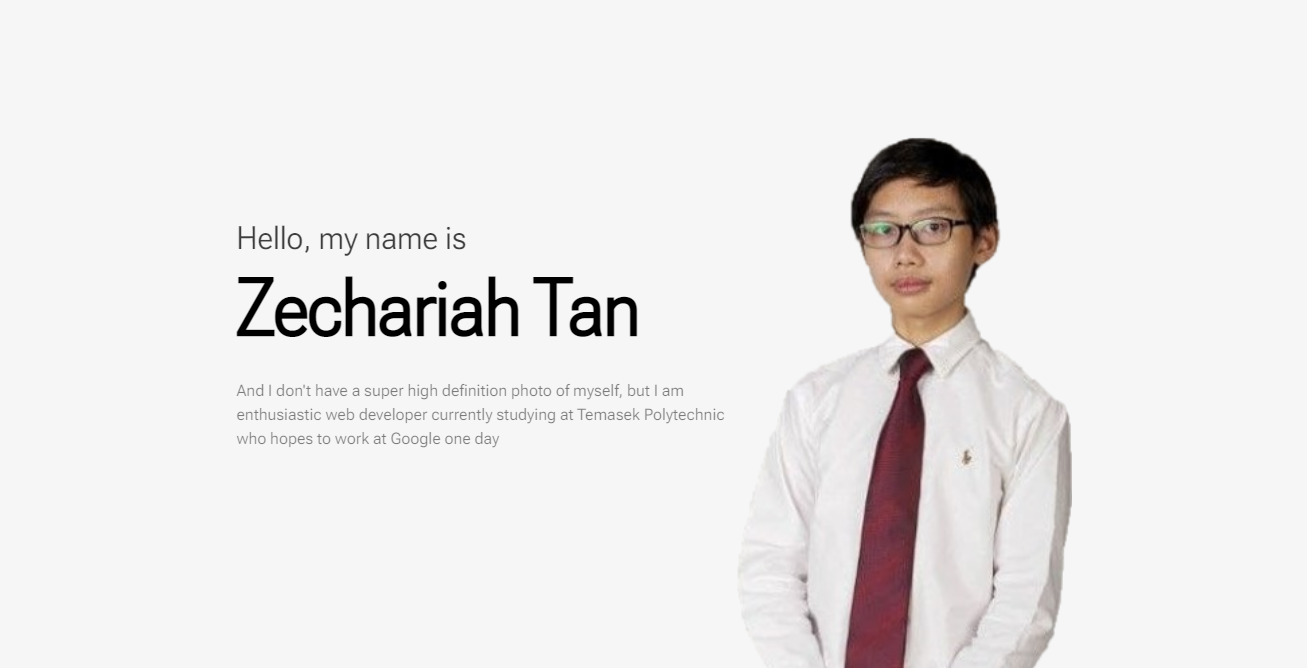 Hello, my name is
Zechariah Tan
And I don't have a super high definition photo of myself, but I am
enthusiastic web developer currently studying at Temasek Polytechnic
who hopes to work at Google one day